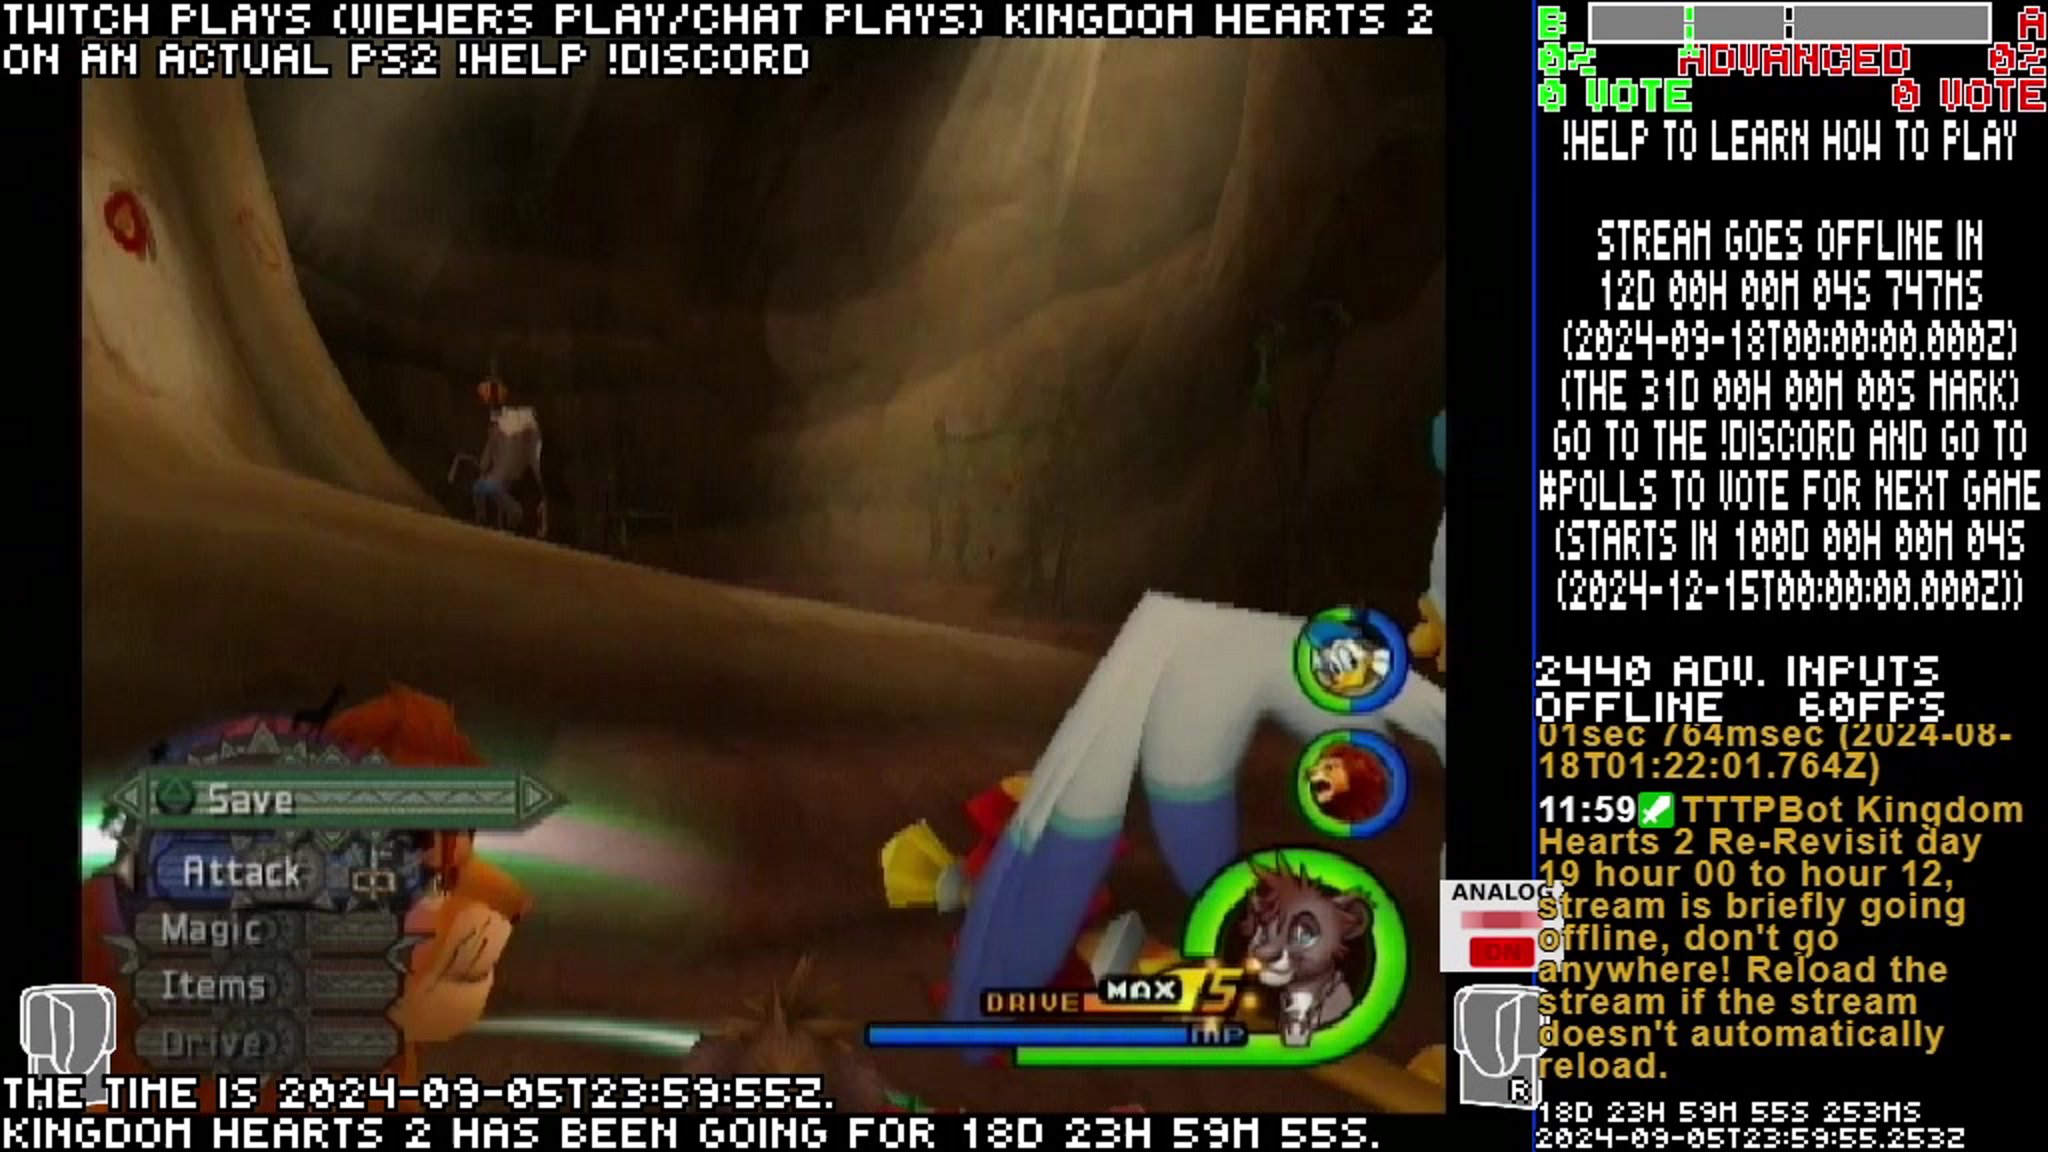 TWITCH PLAYS (VIEWERS PLAY/CHAT PLAYS) KINGDOM HEARTS 2
ON AN ACTUAL PS2 !HELP !DISCORD
B A
0% ADVANCED 0%
0 VOTE 0 VOTE
!HELP TO LEARN HOW TO PLAY
STREAM GOES OFFLINE IN
12D 00H 00M 04S 747MS
(2024-09-18T00:00:00.000Z)
(THE 31D 00H 00M 00S MARK)
GO TO THE !DISCORD AND GO TO
#POLLS TO VOTE FOR NEXT GAME
(STARTS IN 100D 00H 00M 04S
(2024-12-15T00:00:00.000Z))
2440 ADV. INPUTS
OFFLINE 60FPS
01sec 764msec (2024-08-
18T01:22:01.764Z)
11:59 TTTPBot Kingdom
Hearts 2 Re-Revisit day
19 hour 00 to hour 12,
stream is briefly going
offline, don't go
anywhere! Reload the
stream if the stream
doesn't automatically
reload.
18D 23H 59M 55S 253MS
2024-09-05T23:59:55.253Z
Save
Attack
Magic
Items
Drive
DRIVE MAX 5
MP
ANALOG
ON
R
THE TIME IS 2024-09-05T23:59:55Z.
KINGDOM HEARTS 2 HAS BEEN GOING FOR 18D 23H 59M 55S.